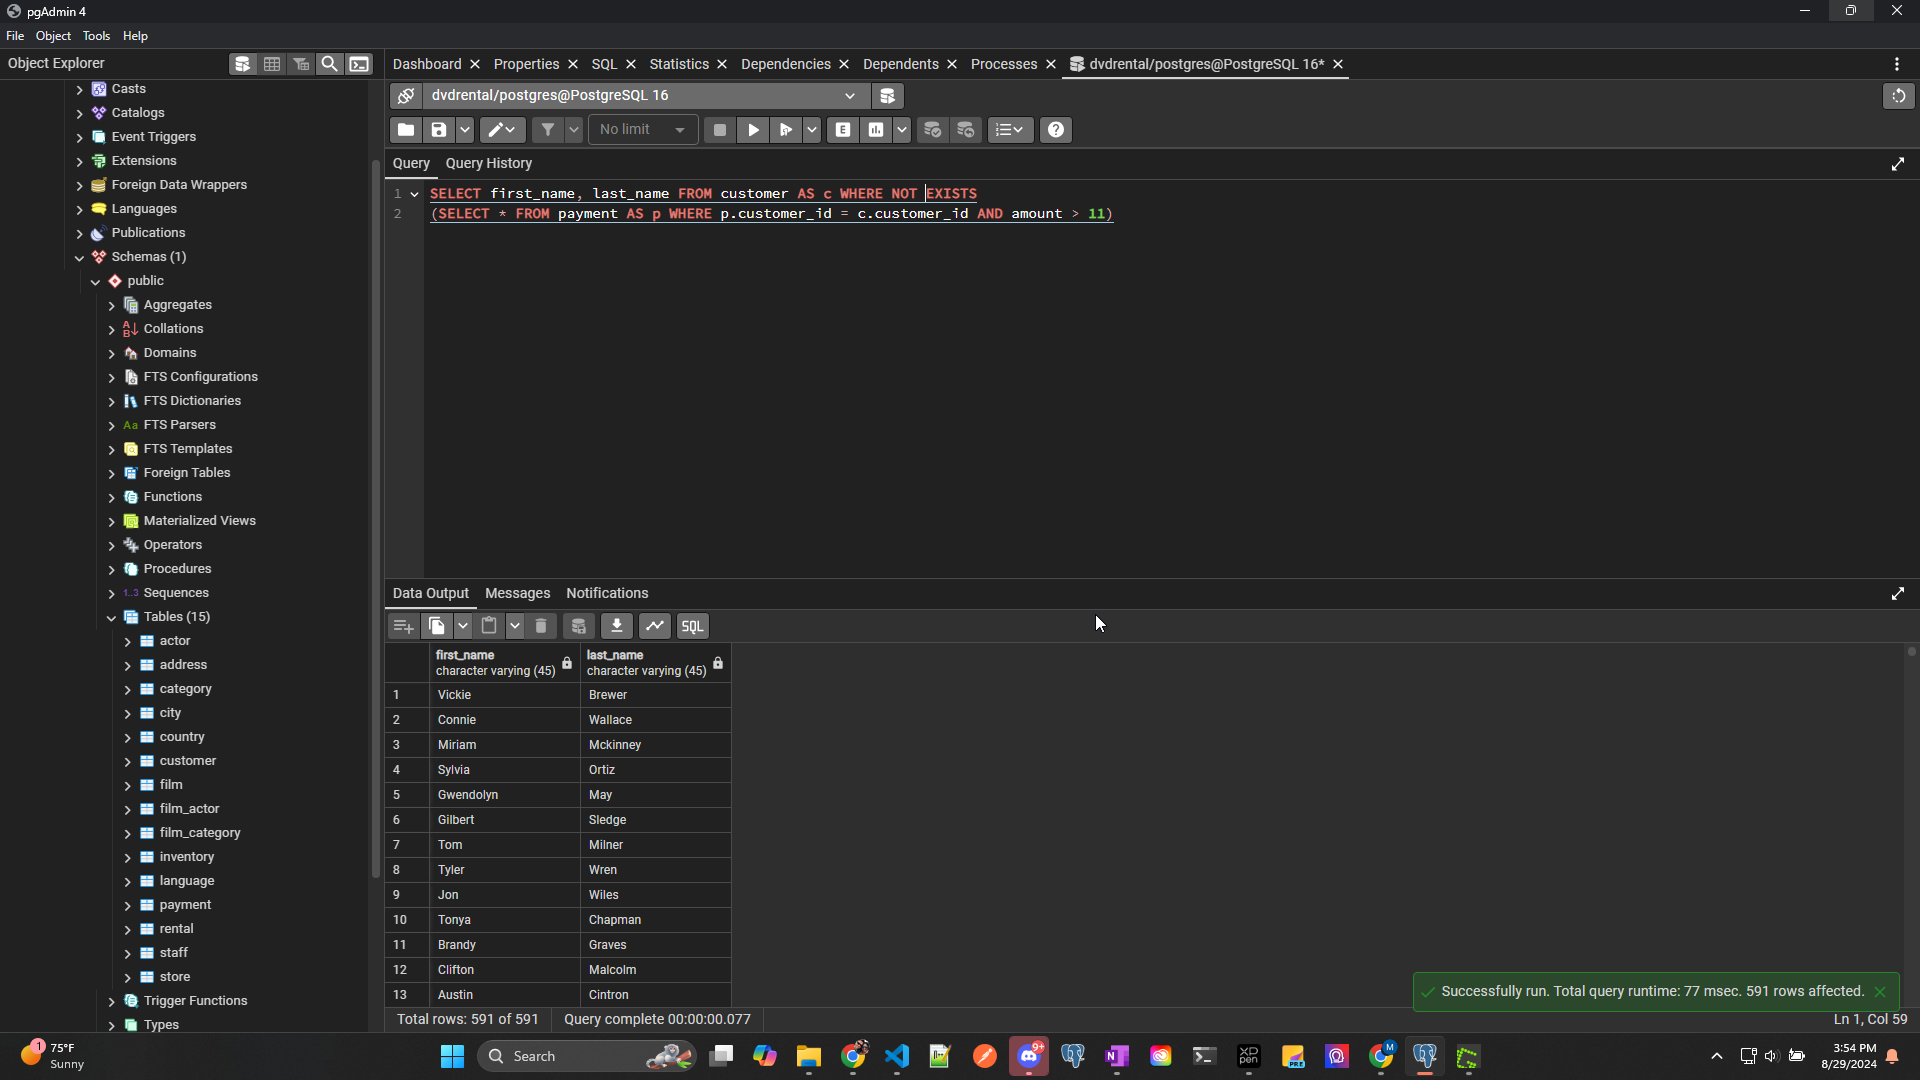 pgAdmin 4
File Object Tools Help
Object Explorer
Dashboard Properties SQL Statistics Dependencies Dependents Processes dvdrental/postgres@PostgreSQL 16*
Casts
Catalogs
Event Triggers
Extensions
Foreign Data Wrappers
Languages
Publications
Schemas (1)
public
Aggregates
Collations
Domains
FTS Configurations
FTS Dictionaries
Aa FTS Parsers
FTS Templates
Foreign Tables
Functions
Materialized Views
Operators
Procedures
1..3 Sequences
Tables (15)
actor
address
category
city
country
customer
film
film_actor
film_category
inventory
language
payment
rental
staff
store
Trigger Functions
Types
dvdrental/postgres@PostgreSQL 16
No limit
E
Query Query History
1 SELECT first_name, last_name FROM customer AS c WHERE NOT EXISTS
2 (SELECT * FROM payment AS p WHERE p.customer_id = c.customer_id AND amount > 11)
Data Output Messages Notifications
SQL
first_name last_name
character varying (45) character varying (45)
1 Vickie Brewer
2 Connie Wallace
3 Miriam Mckinney
4 Sylvia Ortiz
5 Gwendolyn May
6 Gilbert Sledge
7 Tom Milner
8 Tyler Wren
9 Jon Wiles
10 Tonya Chapman
11 Brandy Graves
12 Clifton Malcolm
13 Austin Cintron
Successfully run. Total query runtime: 77 msec. 591 rows affected.
Total rows: 591 of 591 Query complete 00:00:00.077
Ln 1, Col 59
1
75°F
Sunny
Search
9+
N
XP
pen
PRE
M
3:54 PM
8/29/2024